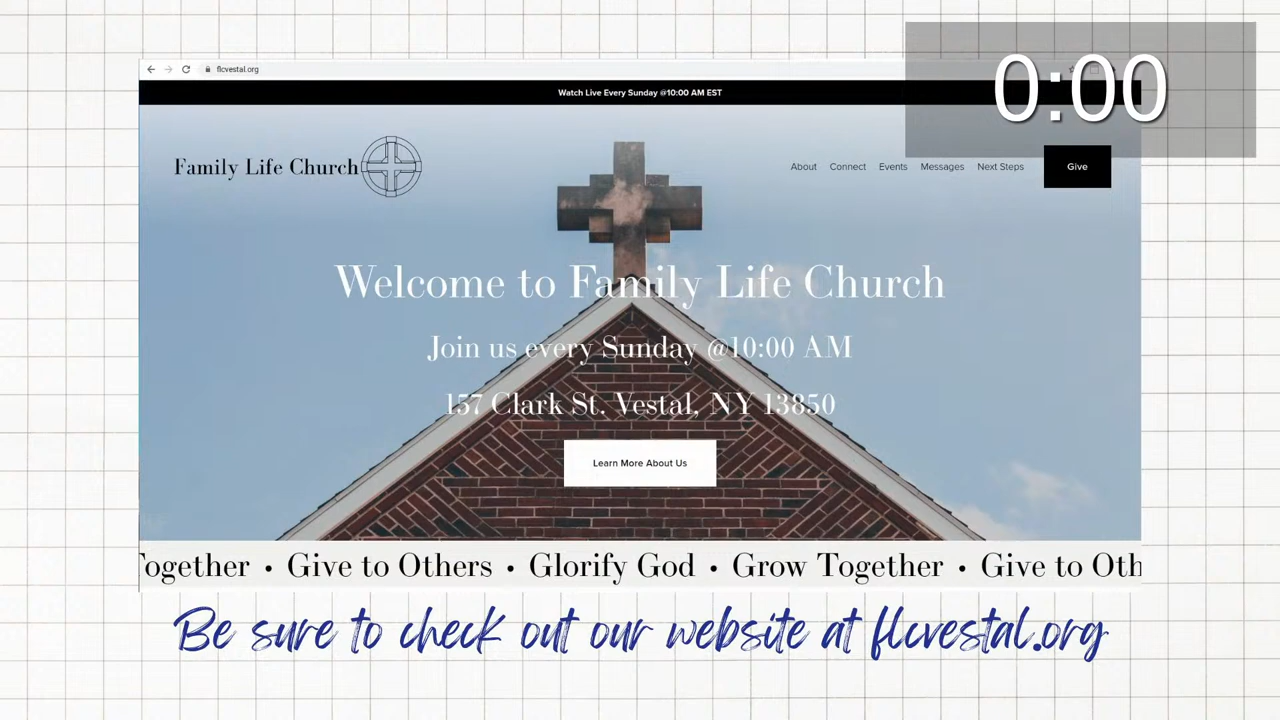 0:00
flcvestal.org
Watch Live Every Sunday @10:00 AM EST
Family Life Church
About Connect Events Messages Next Steps Give
Welcome to Family Life Church
Join us every Sunday @10:00 AM
157 Clark St. Vestal, NY 13850
Learn More About Us
Together • Give to Others • Glorify God • Grow Together • Give to Oth
Be sure to check out our website at flcvestal.org